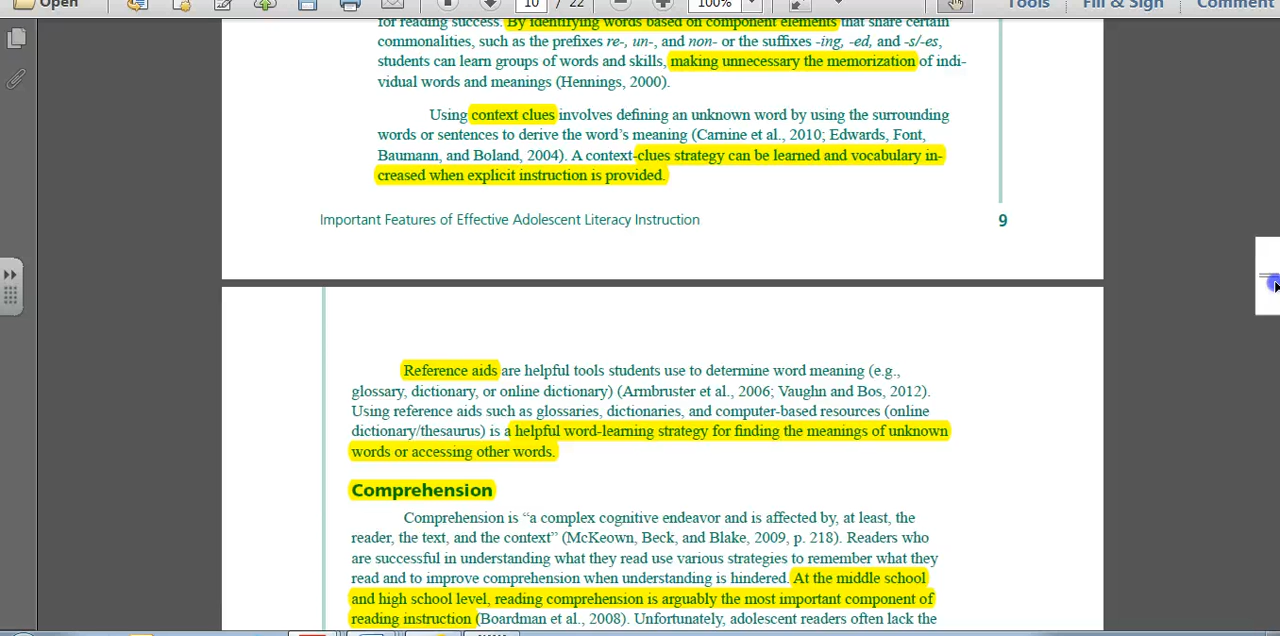 Open
10 / 22
100%
Tools
Fill & Sign
Comment
for reading success. By identifying words based on component elements that share certain
commonalities, such as the prefixes re-, un-, and non- or the suffixes -ing, -ed, and -s/-es,
students can learn groups of words and skills, making unnecessary the memorization of indi-
vidual words and meanings (Hennings, 2000).
Using context clues involves defining an unknown word by using the surrounding
words or sentences to derive the word's meaning (Carnine et al., 2010; Edwards, Font,
Baumann, and Boland, 2004). A context-clues strategy can be learned and vocabulary in-
creased when explicit instruction is provided.
Important Features of Effective Adolescent Literacy Instruction
9
Reference aids are helpful tools students use to determine word meaning (e.g.,
glossary, dictionary, or online dictionary) (Armbruster et al., 2006; Vaughn and Bos, 2012).
Using reference aids such as glossaries, dictionaries, and computer-based resources (online
dictionary/thesaurus) is a helpful word-learning strategy for finding the meanings of unknown
words or accessing other words.
Comprehension
Comprehension is “a complex cognitive endeavor and is affected by, at least, the
reader, the text, and the context” (McKeown, Beck, and Blake, 2009, p. 218). Readers who
are successful in understanding what they read use various strategies to remember what they
read and to improve comprehension when understanding is hindered. At the middle school
and high school level, reading comprehension is arguably the most important component of
reading instruction (Boardman et al., 2008). Unfortunately, adolescent readers often lack the